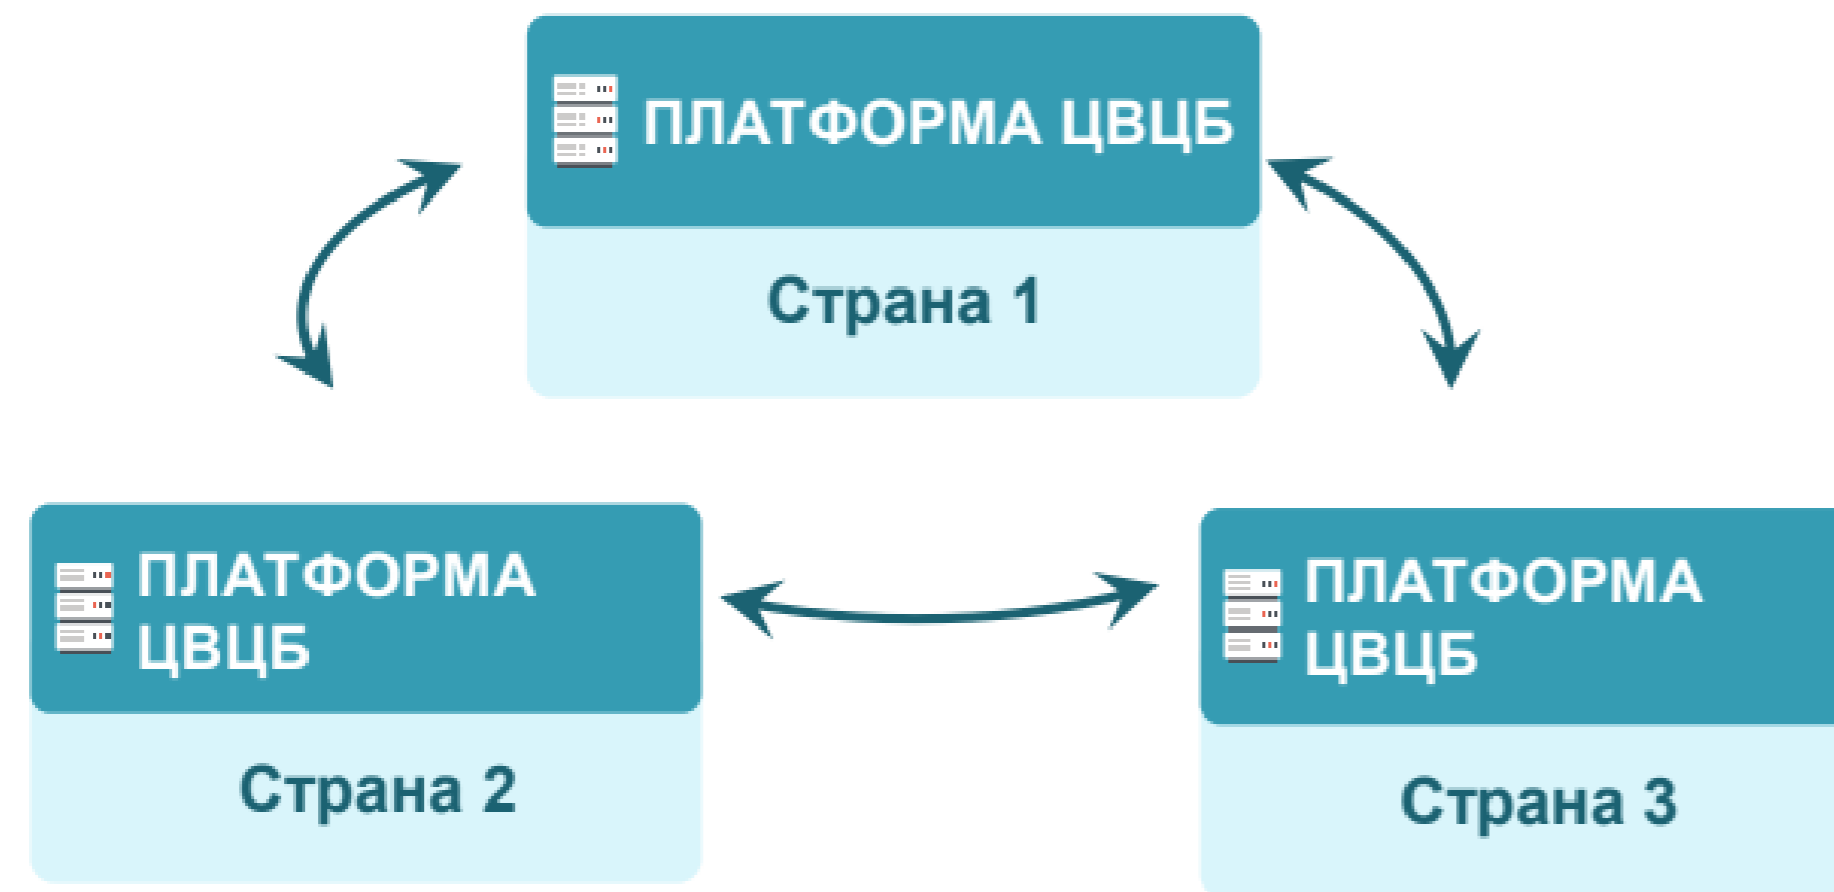 ПЛАТФОРМА ЦВЦБ
Страна 1
ПЛАТФОРМА
ЦВЦБ
Страна 2
ПЛАТФОРМА
ЦВЦБ
Страна 3